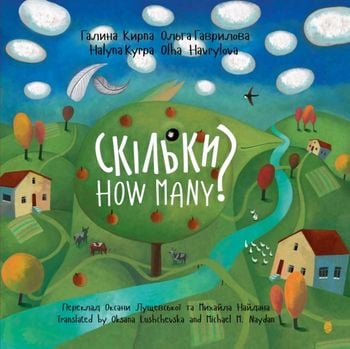 Галина Кирпа Ольга Гаврилова
Halyna Kyrpa Olha Havrylova
СКІЛЬКИ?
HOW MANY?
Переклад Оксани Лущевської та Михайла Найдана
Translated by Oksana Lushchevska and Michael M. Naydan